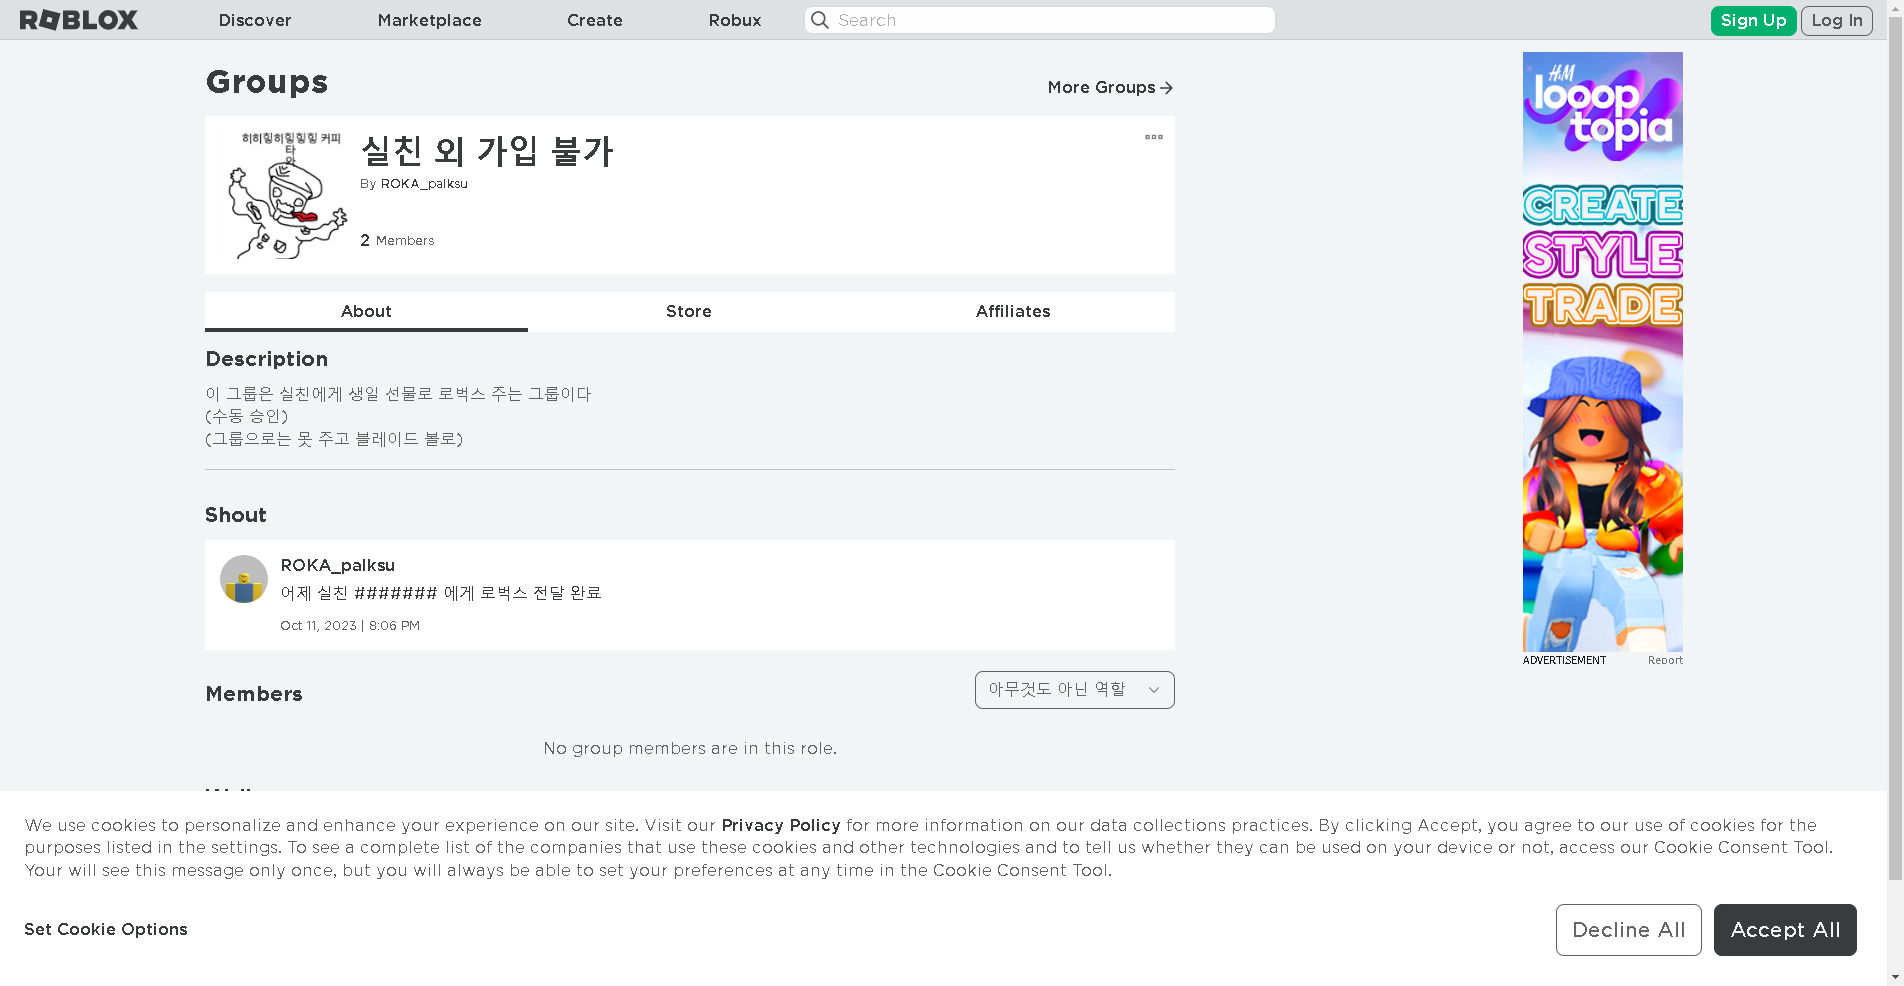 ROBLOX
Discover
Marketplace
Create
Robux
Search
Sign Up
Log In
Groups
More Groups
히히힝히힝힝힝 커피
타
와
실친 외 가입 불가
By ROKA_palksu
2 Members
About
Store
Affiliates
Description
이 그룹은 실친에게 생일 선물로 로벅스 주는 그룹이다
(수동 승인)
(그룹으로는 못 주고 블레이드 볼로)
Shout
ROKA_palksu
어제 실친 ####### 에게 로벅스 전달 완료
Oct 11, 2023 | 8:06 PM
Members
아무것도 아닌 역할
No group members are in this role.
H&M
looop
topia
CREATE
STYLE
TRADE
ADVERTISEMENT
Report
We use cookies to personalize and enhance your experience on our site. Visit our Privacy Policy for more information on our data collections practices. By clicking Accept, you agree to our use of cookies for the
purposes listed in the settings. To see a complete list of the companies that use these cookies and other technologies and to tell us whether they can be used on your device or not, access our Cookie Consent Tool.
Your will see this message only once, but you will always be able to set your preferences at any time in the Cookie Consent Tool.
Set Cookie Options
Decline All
Accept All